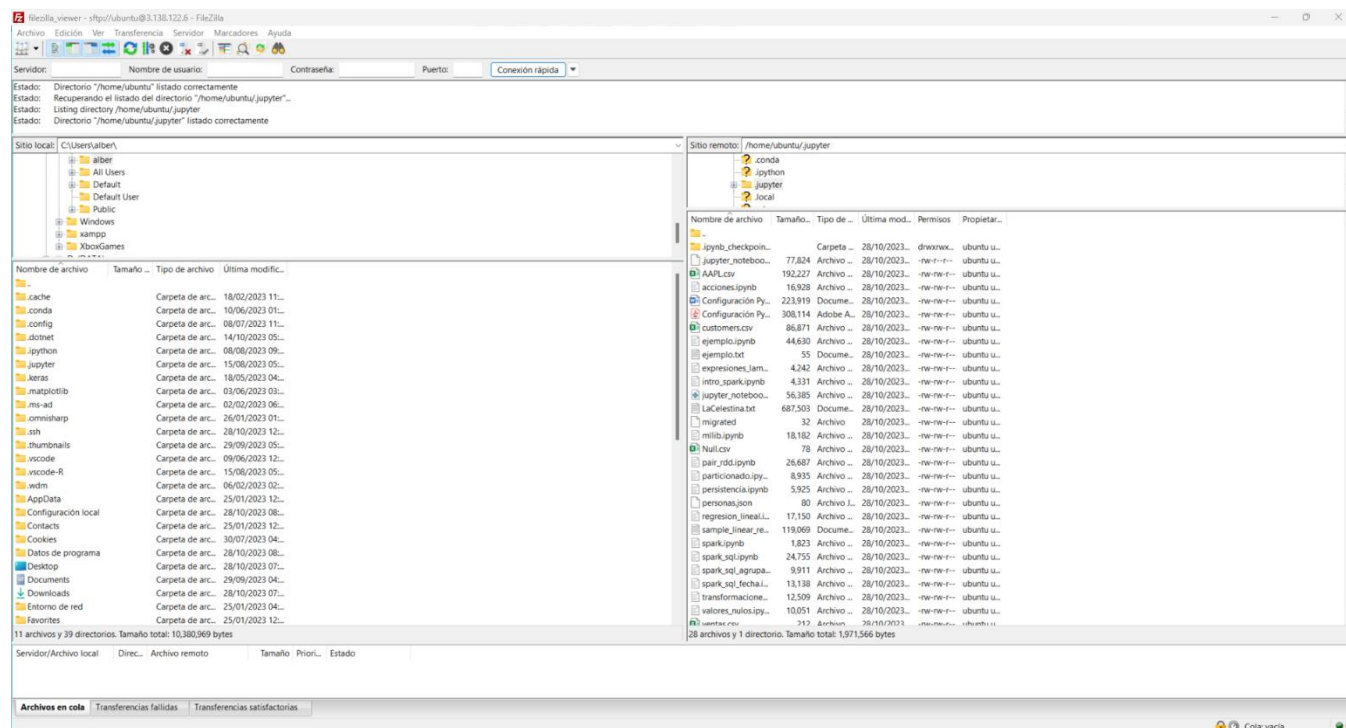 filezilla_viewer - sftp://ubuntu@3.138.122.6 - FileZilla
Archivo Edición Ver Transferencia Servidor Marcadores Ayuda
Servidor: Nombre de usuario: Contraseña: Puerto: Conexión rápida
Estado: Directorio "/home/ubuntu" listado correctamente
Estado: Recuperando el listado del directorio "/home/ubuntu/.jupyter"...
Estado: Listing directory /home/ubuntu/.jupyter
Estado: Directorio "/home/ubuntu/.jupyter" listado correctamente
Sitio local: C:\Users\alber\
alber
All Users
Default
Default User
Public
Windows
xampp
XboxGames
Nombre de archivo Tamaño ... Tipo de archivo Última modific...
..
.cache Carpeta de arc... 18/02/2023 11:...
.conda Carpeta de arc... 10/06/2023 01:...
.config Carpeta de arc... 08/07/2023 11:...
.dotnet Carpeta de arc... 14/10/2023 05:...
.ipython Carpeta de arc... 08/08/2023 09:...
.jupyter Carpeta de arc... 15/08/2023 05:...
.keras Carpeta de arc... 18/05/2023 04:...
.matplotlib Carpeta de arc... 03/06/2023 03:...
.ms-ad Carpeta de arc... 02/02/2023 06:...
.omnisharp Carpeta de arc... 26/01/2023 01:...
.ssh Carpeta de arc... 28/10/2023 12:...
.thumbnails Carpeta de arc... 29/09/2023 05:...
.vscode Carpeta de arc... 09/06/2023 12:...
.vscode-R Carpeta de arc... 15/08/2023 05:...
.wdm Carpeta de arc... 06/02/2023 02:...
AppData Carpeta de arc... 25/01/2023 12:...
Configuración local Carpeta de arc... 28/10/2023 08:...
Contacts Carpeta de arc... 25/01/2023 12:...
Cookies Carpeta de arc... 30/07/2023 04:...
Datos de programa Carpeta de arc... 28/10/2023 08:...
Desktop Carpeta de arc... 28/10/2023 07:...
Documents Carpeta de arc... 29/09/2023 04:...
Downloads Carpeta de arc... 28/10/2023 07:...
Entorno de red Carpeta de arc... 25/01/2023 04:...
Favorites Carpeta de arc... 25/01/2023 12:...
11 archivos y 39 directorios. Tamaño total: 10,380,969 bytes
Sitio remoto: /home/ubuntu/.jupyter
.conda
.ipython
.jupyter
.local
Nombre de archivo Tamaño... Tipo de ... Última mod... Permisos Propietar...
..
.ipynb_checkpoin... Carpeta ... 28/10/2023... drwxrwx... ubuntu u...
.jupyter_noteboo... 77,824 Archivo ... 28/10/2023... -rw-r--r-- ubuntu u...
AAPL.csv 192,227 Archivo ... 28/10/2023... -rw-rw-r-- ubuntu u...
acciones.ipynb 16,928 Archivo ... 28/10/2023... -rw-rw-r-- ubuntu u...
Configuración Py... 223,919 Docume... 28/10/2023... -rw-rw-r-- ubuntu u...
Configuración Py... 308,114 Adobe A... 28/10/2023... -rw-rw-r-- ubuntu u...
customers.csv 86,871 Archivo ... 28/10/2023... -rw-rw-r-- ubuntu u...
ejemplo.ipynb 44,630 Archivo ... 28/10/2023... -rw-rw-r-- ubuntu u...
ejemplo.txt 55 Docume... 28/10/2023... -rw-rw-r-- ubuntu u...
expresiones_lam... 4,242 Archivo ... 28/10/2023... -rw-rw-r-- ubuntu u...
intro_spark.ipynb 4,331 Archivo ... 28/10/2023... -rw-rw-r-- ubuntu u...
jupyter_noteboo... 56,385 Archivo ... 28/10/2023... -rw-rw-r-- ubuntu u...
LaCelestina.txt 687,503 Docume... 28/10/2023... -rw-rw-r-- ubuntu u...
migrated 32 Archivo 28/10/2023... -rw-rw-r-- ubuntu u...
mllib.ipynb 18,182 Archivo ... 28/10/2023... -rw-rw-r-- ubuntu u...
Null.csv 78 Archivo ... 28/10/2023... -rw-rw-r-- ubuntu u...
pair_rdd.ipynb 26,687 Archivo ... 28/10/2023... -rw-rw-r-- ubuntu u...
particionado.ipy... 8,935 Archivo ... 28/10/2023... -rw-rw-r-- ubuntu u...
persistencia.ipynb 5,925 Archivo ... 28/10/2023... -rw-rw-r-- ubuntu u...
personas.json 80 Archivo J... 28/10/2023... -rw-rw-r-- ubuntu u...
regresion_lineal.i... 17,150 Archivo ... 28/10/2023... -rw-rw-r-- ubuntu u...
sample_linear_re... 119,069 Docume... 28/10/2023... -rw-rw-r-- ubuntu u...
spark.ipynb 1,823 Archivo ... 28/10/2023... -rw-rw-r-- ubuntu u...
spark_sql.ipynb 24,755 Archivo ... 28/10/2023... -rw-rw-r-- ubuntu u...
spark_sql_agrupa... 9,911 Archivo ... 28/10/2023... -rw-rw-r-- ubuntu u...
spark_sql_fecha.i... 13,138 Archivo ... 28/10/2023... -rw-rw-r-- ubuntu u...
transformacione... 12,509 Archivo ... 28/10/2023... -rw-rw-r-- ubuntu u...
valores_nulos.ipy... 10,051 Archivo ... 28/10/2023... -rw-rw-r-- ubuntu u...
ventas.csv 212 Archivo ... 28/10/2023... -rw-rw-r-- ubuntu u...
28 archivos y 1 directorio. Tamaño total: 1,971,566 bytes
Servidor/Archivo local Direc... Archivo remoto Tamaño Priori... Estado
Archivos en cola Transferencias fallidas Transferencias satisfactorias
Cola: vacía